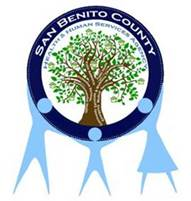 SAN BENITO COUNTY
HEALTH & HUMAN SERVICES AGENCY